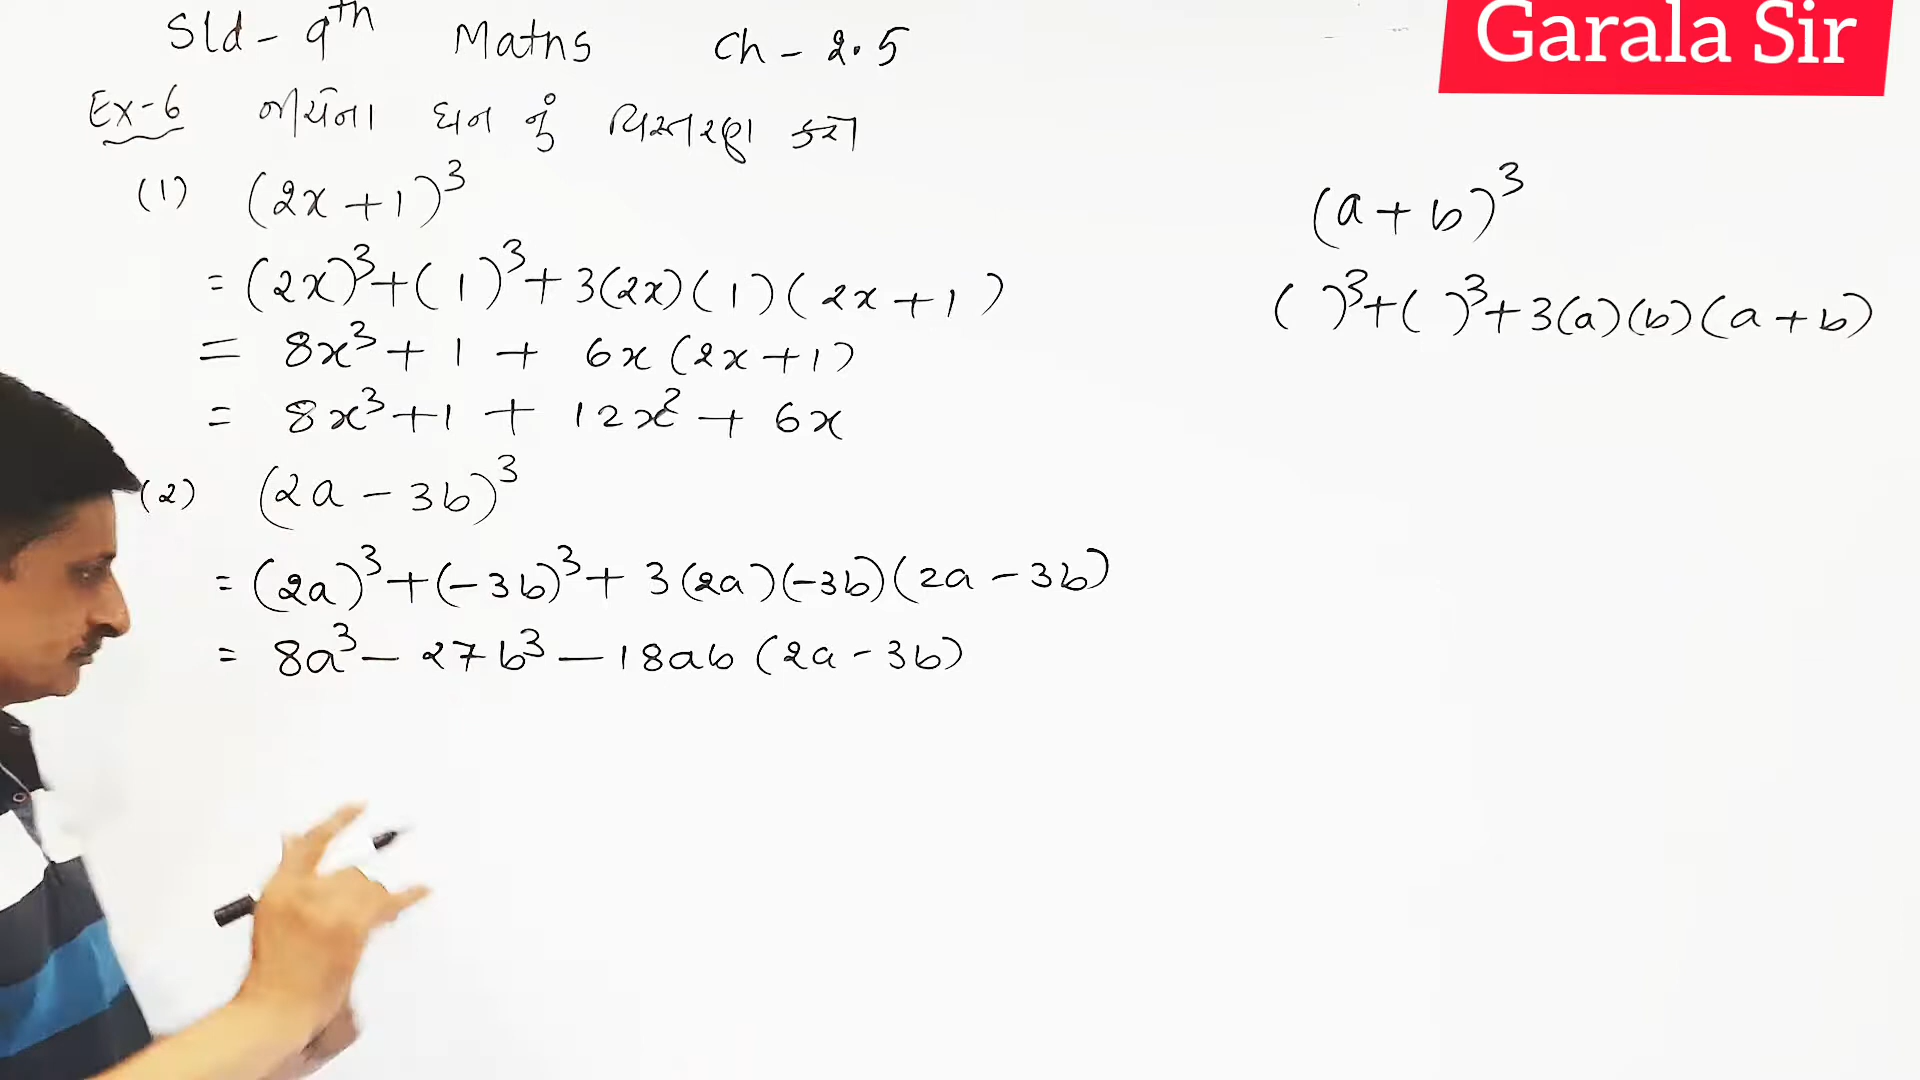 Std - 9th Maths Ch - 2.5
Garala Sir
Ex-6 નીચેના ઘન નું વિસ્તરણ કરો
(1) (2x + 1)³
= (2x)³ + (1)³ + 3(2x)(1)(2x + 1)
= 8x³ + 1 + 6x(2x + 1)
= 8x³ + 1 + 12x² + 6x
(2) (2a - 3b)³
= (2a)³ + (-3b)³ + 3(2a)(-3b)(2a - 3b)
= 8a³ - 27b³ - 18ab(2a - 3b)
(a + b)³
( )³ + ( )³ + 3(a)(b)(a + b)